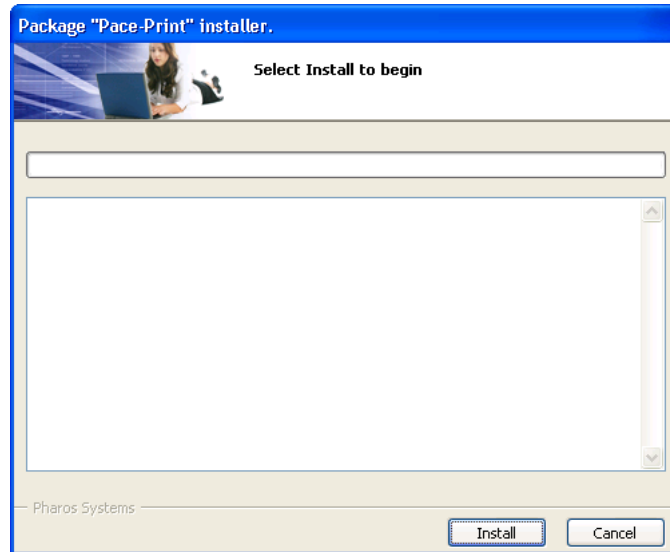 Package "Pace-Print" installer.
Select Install to begin
Pharos Systems
Install
Cancel